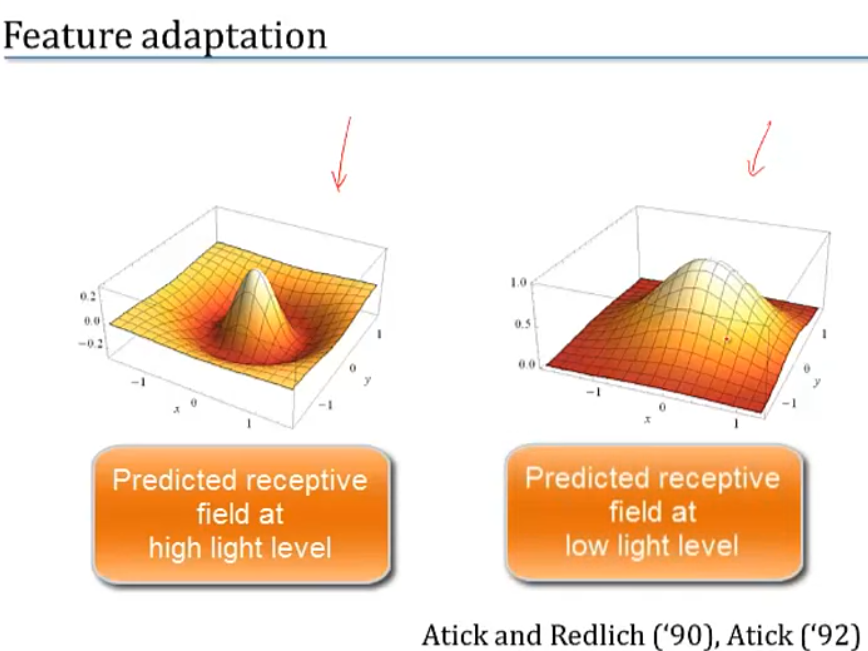 Feature adaptation
0.2
0.0
−0.2
−1
x
0
1
−1
0
y
1
1.0
0.5
0.0
−1
x
0
1
−1
0
y
1
Predicted receptive
field at
high light level
Predicted receptive
field at
low light level
Atick and Redlich (‘90), Atick (‘92)